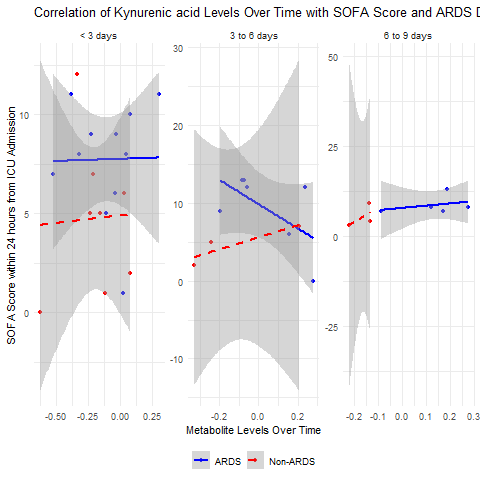 Correlation of Kynurenic acid Levels Over Time with SOFA Score and ARDS D
< 3 days
3 to 6 days
6 to 9 days
SOFA Score within 24 hours from ICU Admission
10
5
0
30
20
10
0
-10
50
25
0
-25
-0.50 -0.25 0.00 0.25
-0.2 0.0 0.2
-0.2 -0.1 0.0 0.1 0.2 0.3
Metabolite Levels Over Time
ARDS Non-ARDS